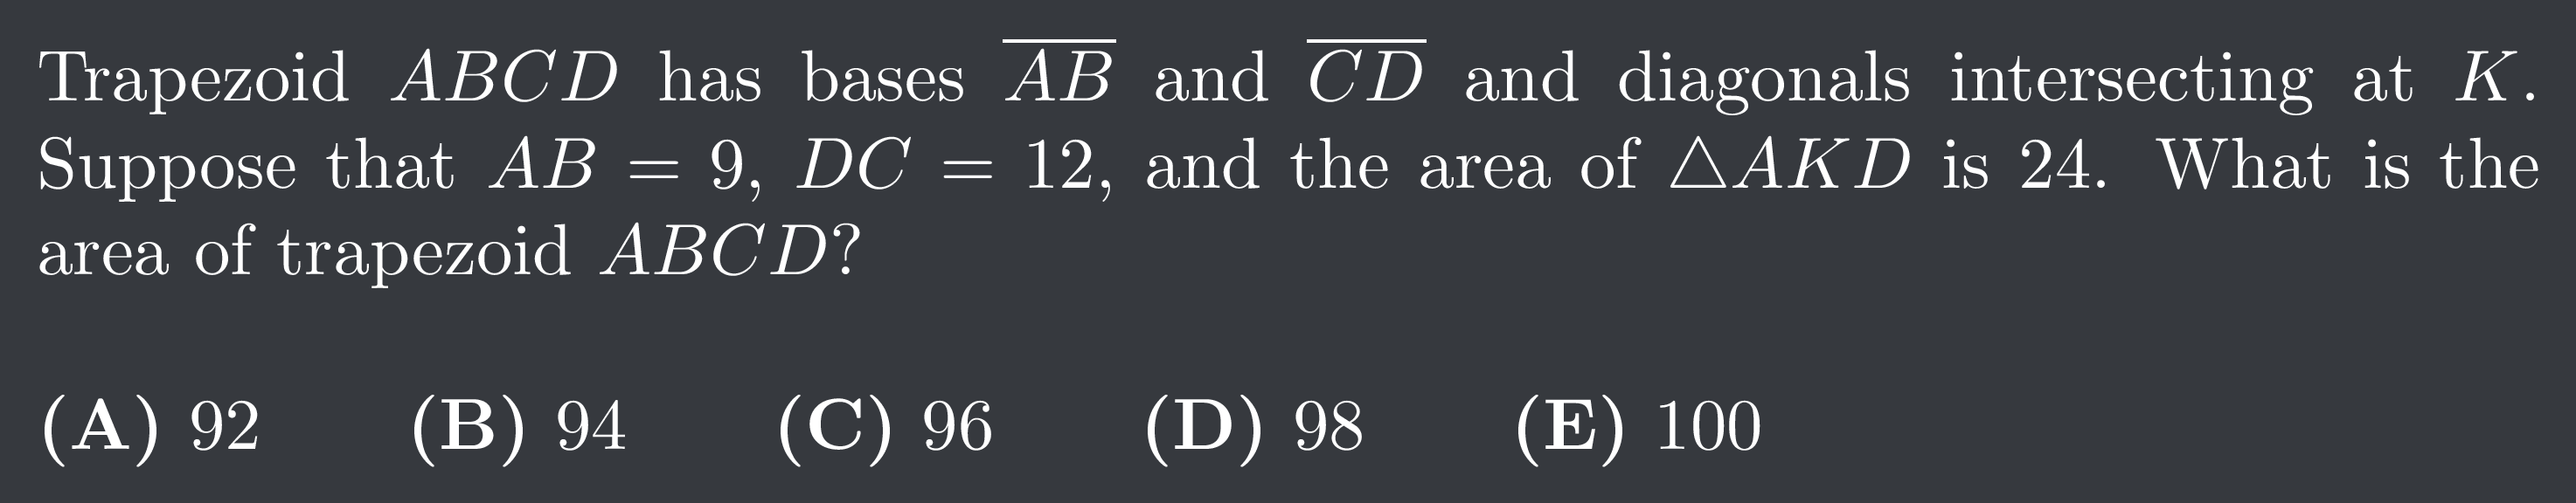 Trapezoid $ABCD$ has bases $\overline{AB}$ and $\overline{CD}$ and diagonals intersecting at $K$.
Suppose that $AB = 9$, $DC = 12$, and the area of $\triangle AKD$ is 24. What is the
area of trapezoid $ABCD$?
(A) 92 (B) 94 (C) 96 (D) 98 (E) 100